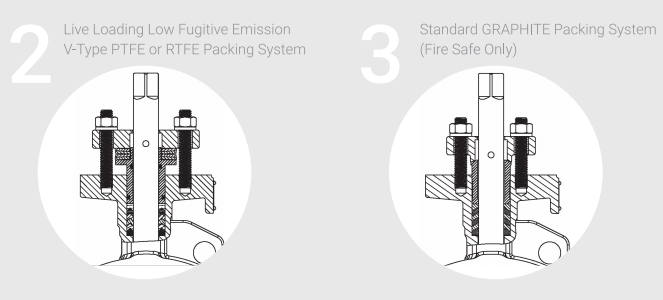 2
Live Loading Low Fugitive Emission
V-Type PTFE or RTFE Packing System
3
Standard GRAPHITE Packing System
(Fire Safe Only)